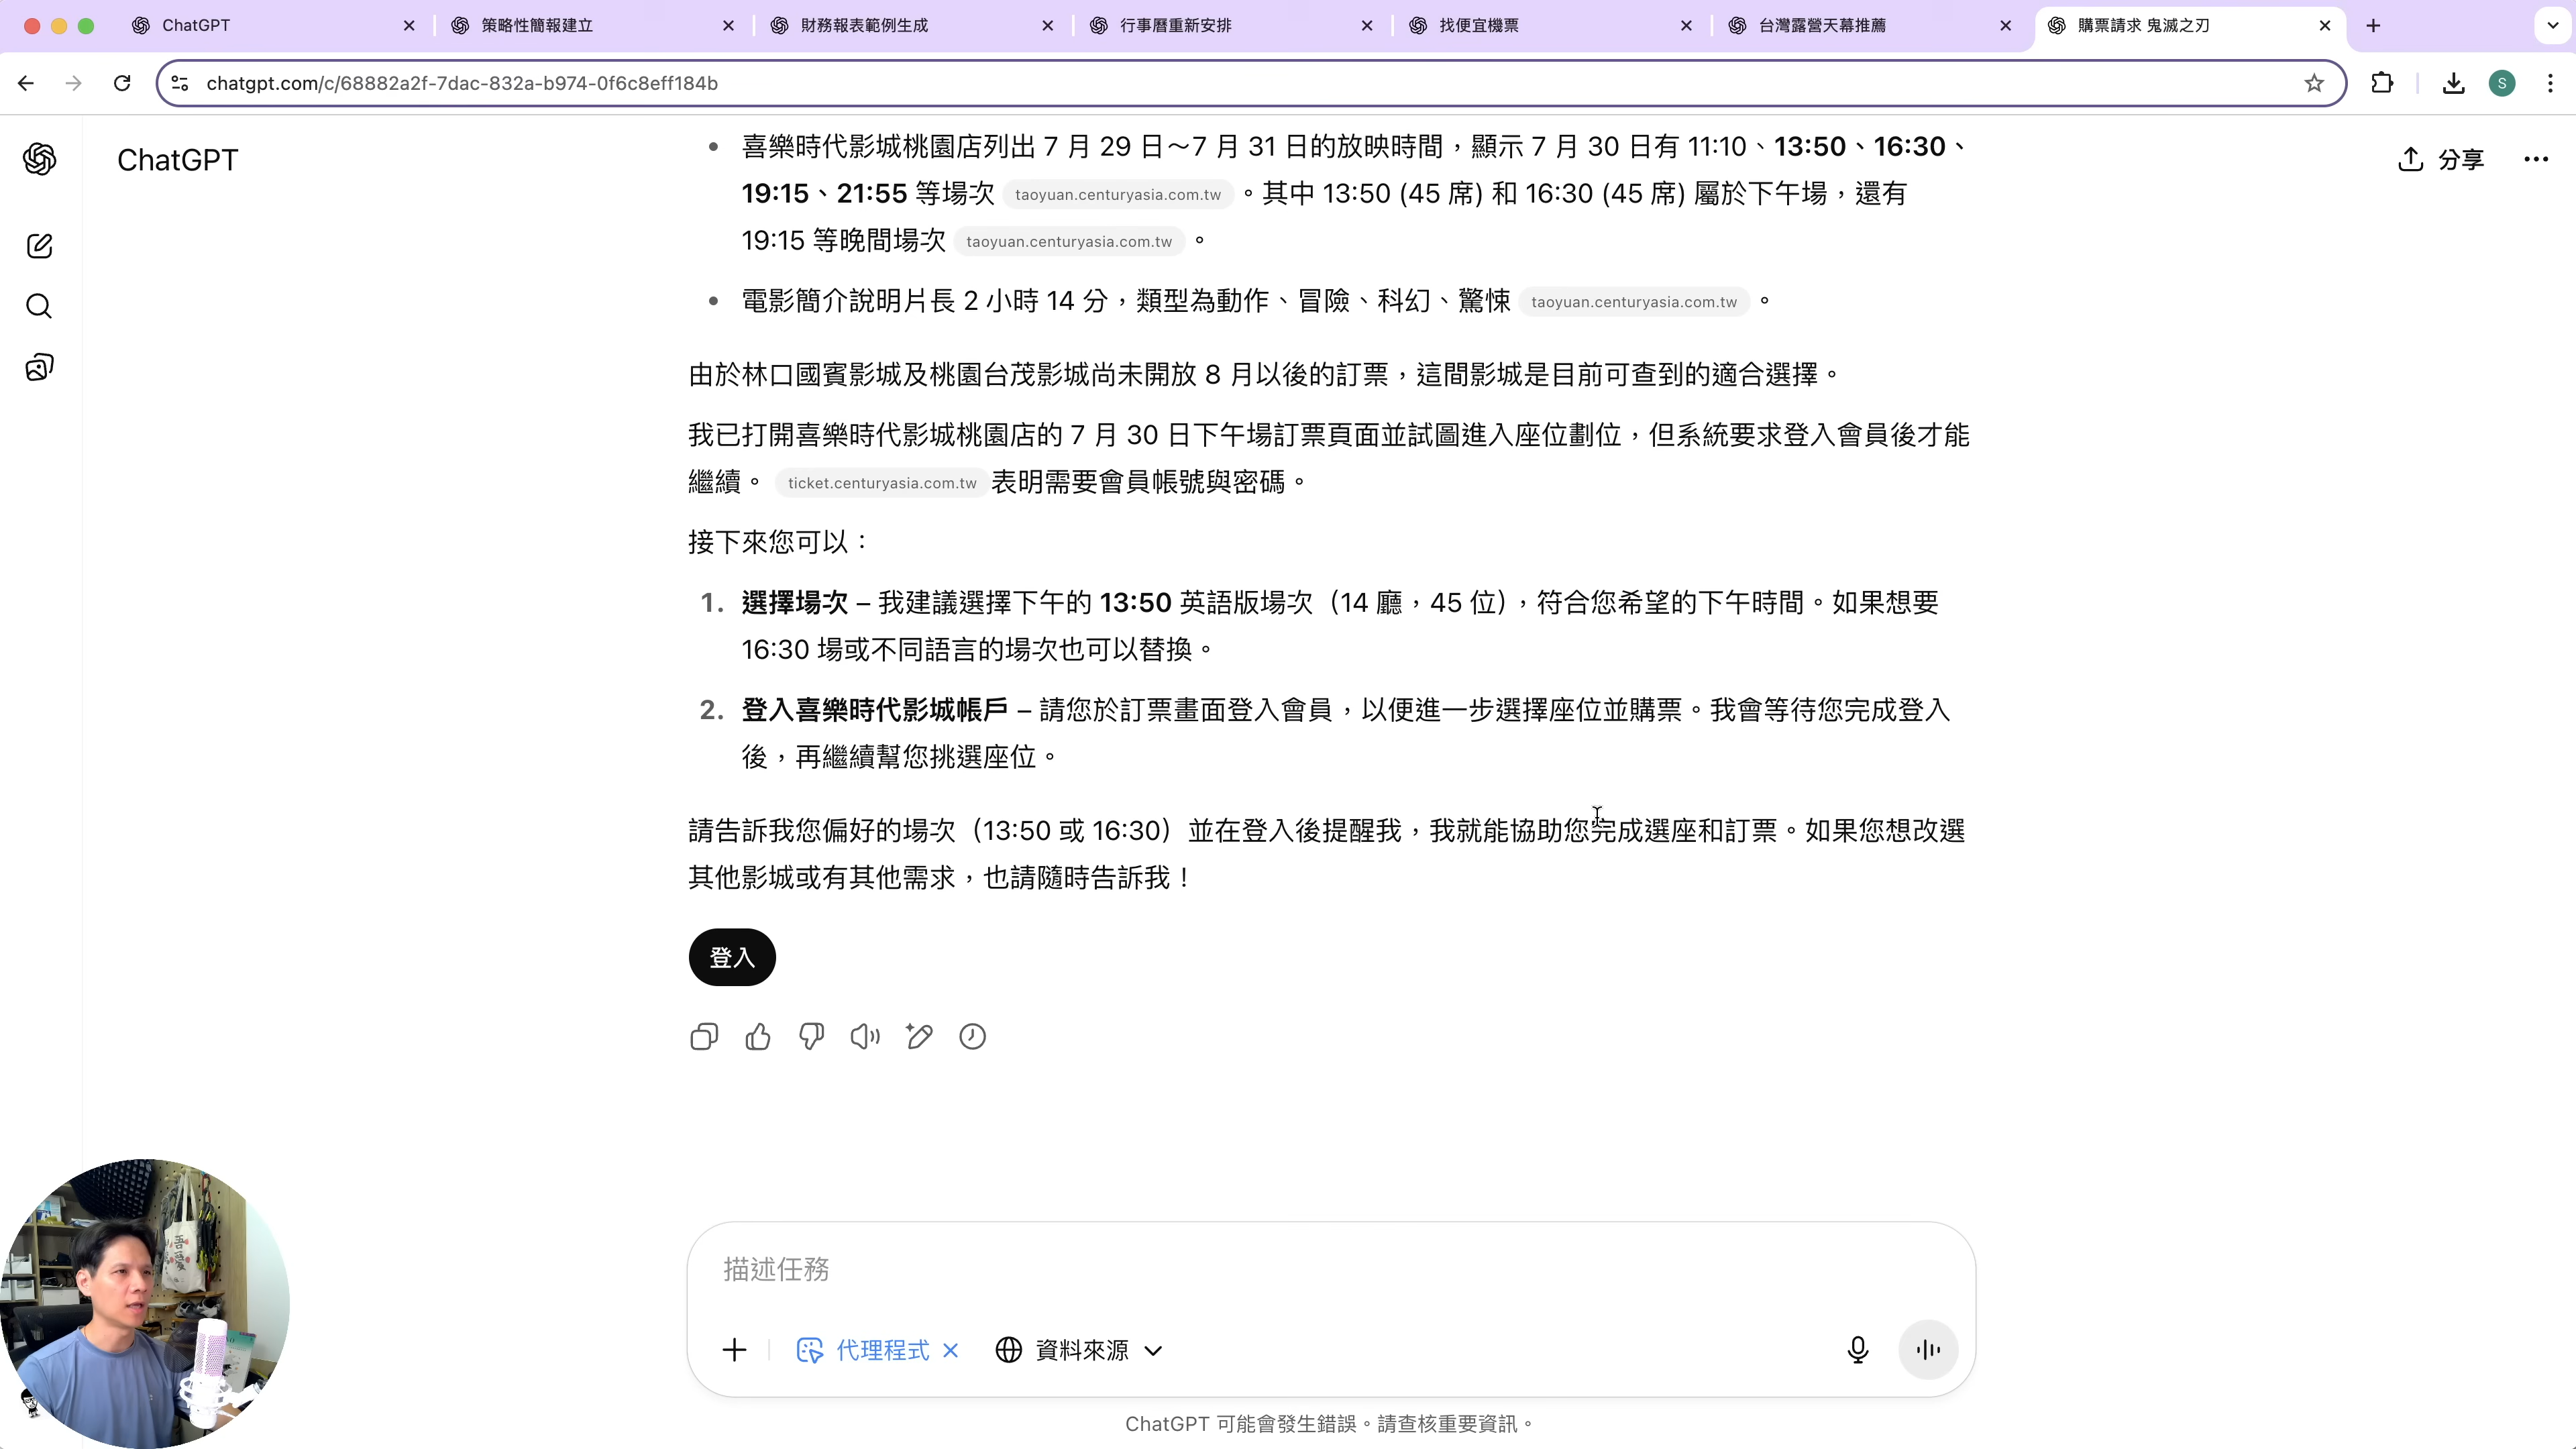 ChatGPT
策略性簡報建立
財務報表範例生成
行事曆重新安排
找便宜機票
台灣露營天幕推薦
購票請求 鬼滅之刃
chatgpt.com/c/68882a2f-7dac-832a-b974-0f6c8eff184b
S
ChatGPT
分享
喜樂時代影城桃園店列出 7 月 29 日～7 月 31 日的放映時間，顯示 7 月 30 日有 11:10、13:50、16:30、
19:15、21:55 等場次 taoyuan.centuryasia.com.tw 。其中 13:50 (45 席) 和 16:30 (45 席) 屬於下午場，還有
19:15 等晚間場次 taoyuan.centuryasia.com.tw 。
電影簡介說明片長 2 小時 14 分，類型為動作、冒險、科幻、驚悚 taoyuan.centuryasia.com.tw 。
由於林口國賓影城及桃園台茂影城尚未開放 8 月以後的訂票，這間影城是目前可查到的適合選擇。
我已打開喜樂時代影城桃園店的 7 月 30 日下午場訂票頁面並試圖進入座位劃位，但系統要求登入會員後才能
繼續。 ticket.centuryasia.com.tw 表明需要會員帳號與密碼。
接下來您可以：
1. 選擇場次 – 我建議選擇下午的 13:50 英語版場次（14 廳，45 位），符合您希望的下午時間。如果想要
16:30 場或不同語言的場次也可以替換。
2. 登入喜樂時代影城帳戶 – 請您於訂票畫面登入會員，以便進一步選擇座位並購票。我會等待您完成登入
後，再繼續幫您挑選座位。
請告訴我您偏好的場次（13:50 或 16:30）並在登入後提醒我，我就能協助您完成選座和訂票。如果您想改選
其他影城或有其他需求，也請隨時告訴我！
登入
描述任務
代理程式
資料來源
ChatGPT 可能會發生錯誤。請查核重要資訊。